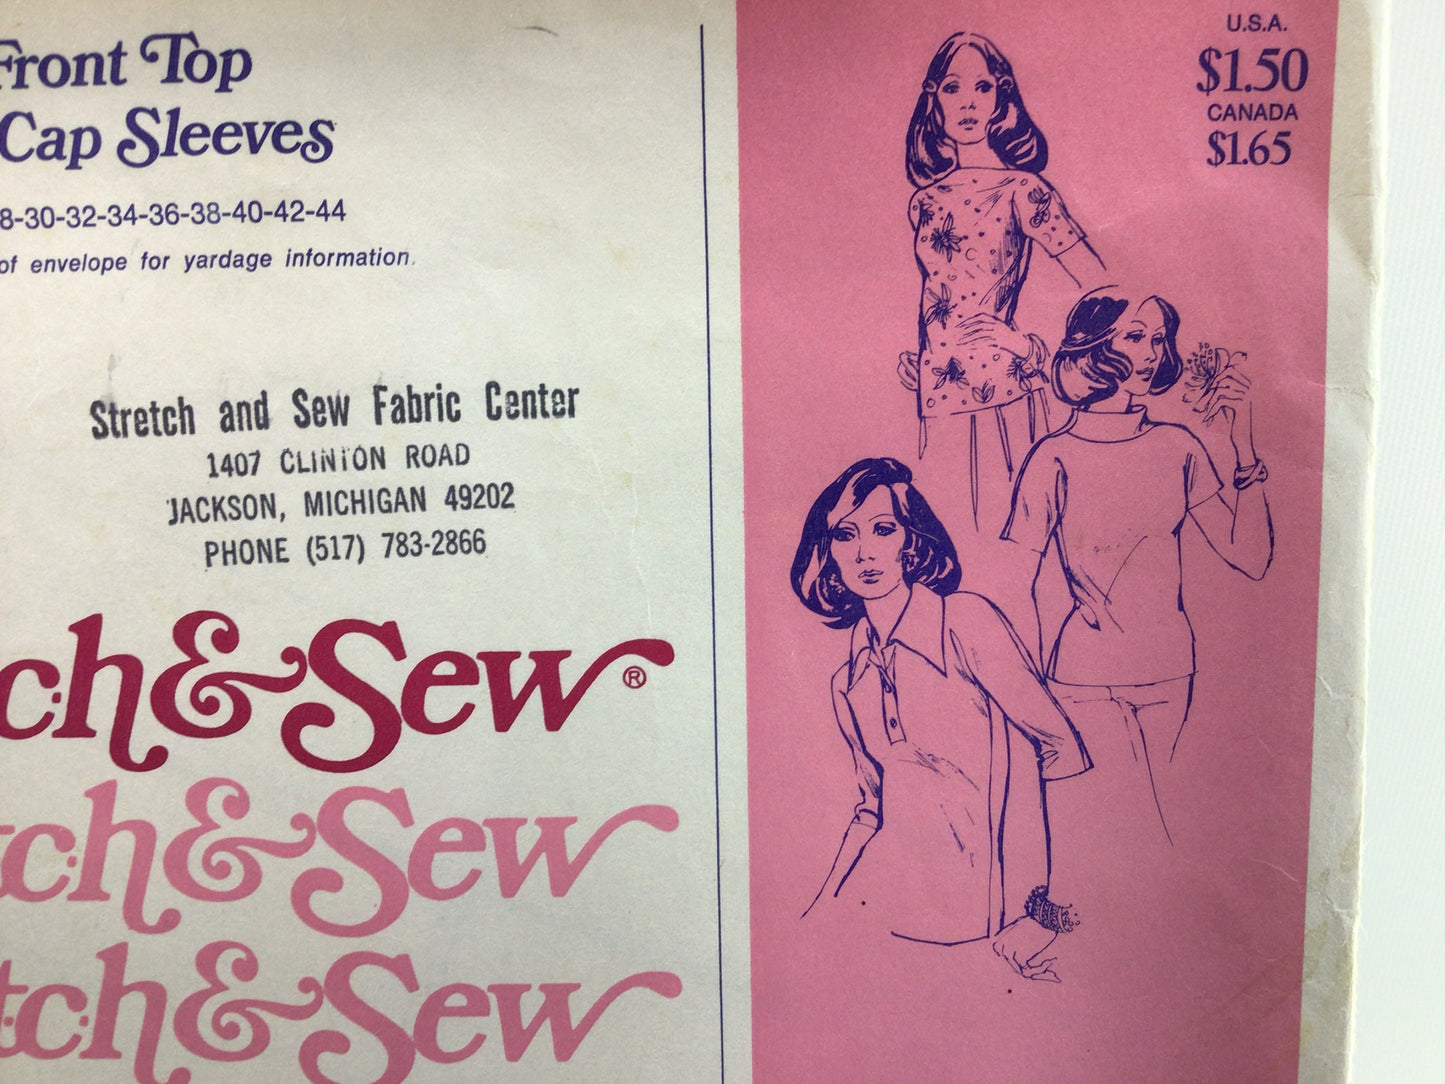 Front Top
Cap Sleeves
8-30-32-34-36-38-40-42-44
of envelope for yardage information.
Stretch and Sew Fabric Center
1407 CLINTON ROAD
JACKSON, MICHIGAN 49202
PHONE (517) 783-2866
ch&Sew®
tch&Sew
tch&Sew
U.S.A.
$1.50
CANADA
$1.65